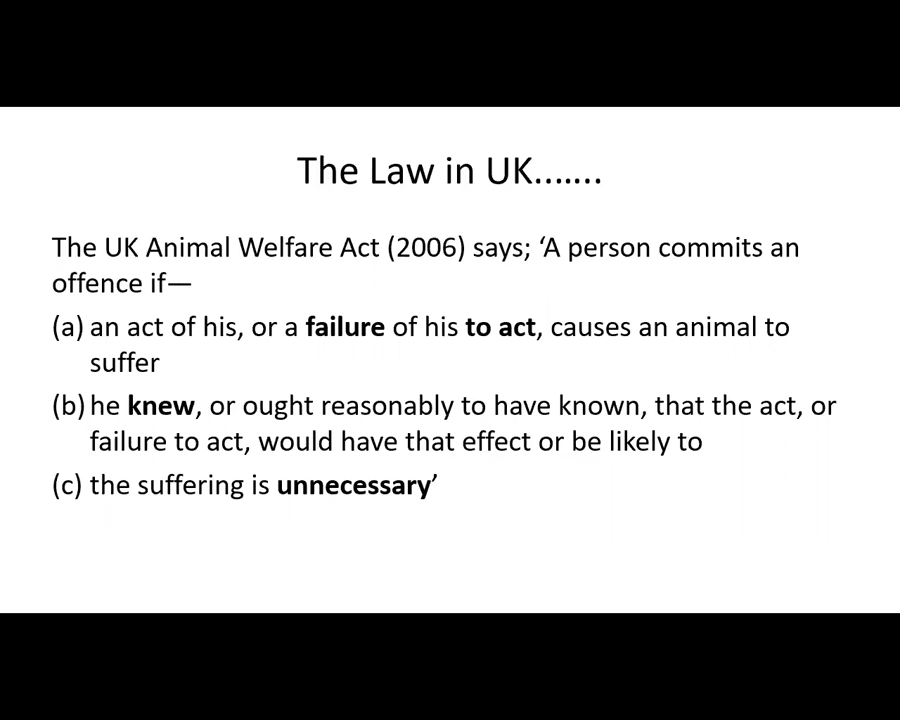 The Law in UK.......
The UK Animal Welfare Act (2006) says; ‘A person commits an
offence if—
(a) an act of his, or a failure of his to act, causes an animal to
suffer
(b) he knew, or ought reasonably to have known, that the act, or
failure to act, would have that effect or be likely to
(c) the suffering is unnecessary’